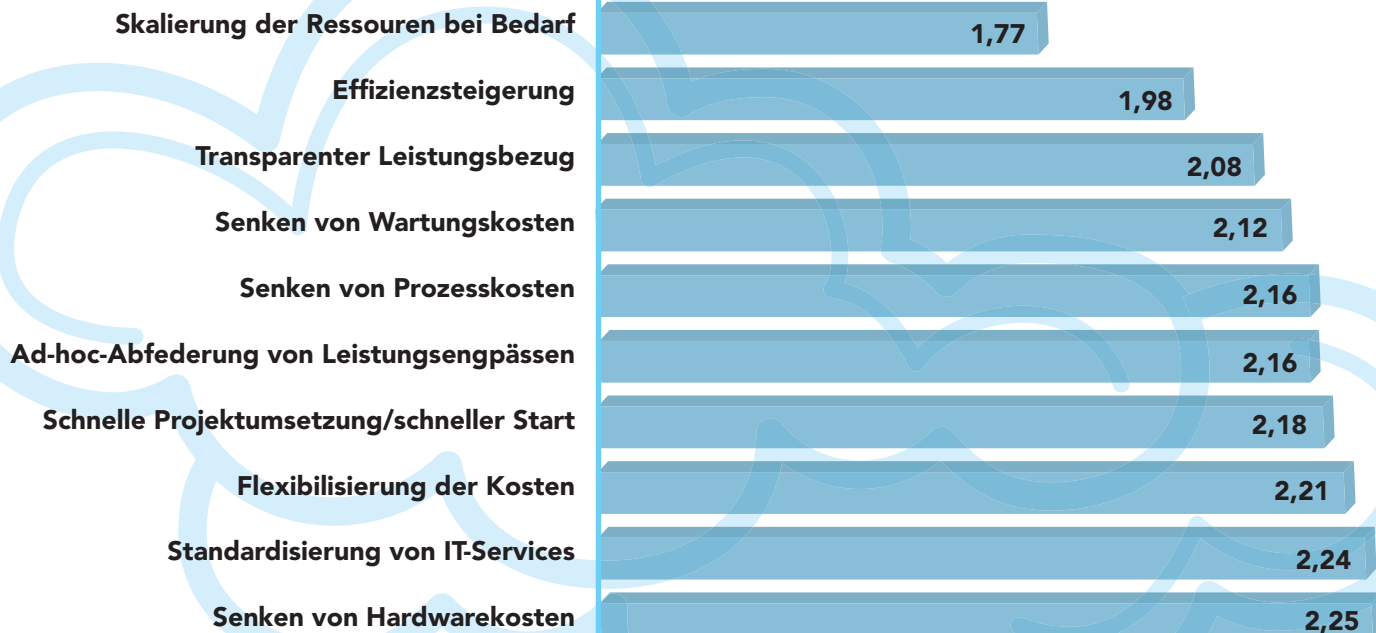 Skalierung der Ressouren bei Bedarf 1,77
Effizienzsteigerung 1,98
Transparenter Leistungsbezug 2,08
Senken von Wartungskosten 2,12
Senken von Prozesskosten 2,16
Ad-hoc-Abfederung von Leistungsengpässen 2,16
Schnelle Projektumsetzung/schneller Start 2,18
Flexibilisierung der Kosten 2,21
Standardisierung von IT-Services 2,24
Senken von Hardwarekosten 2,25